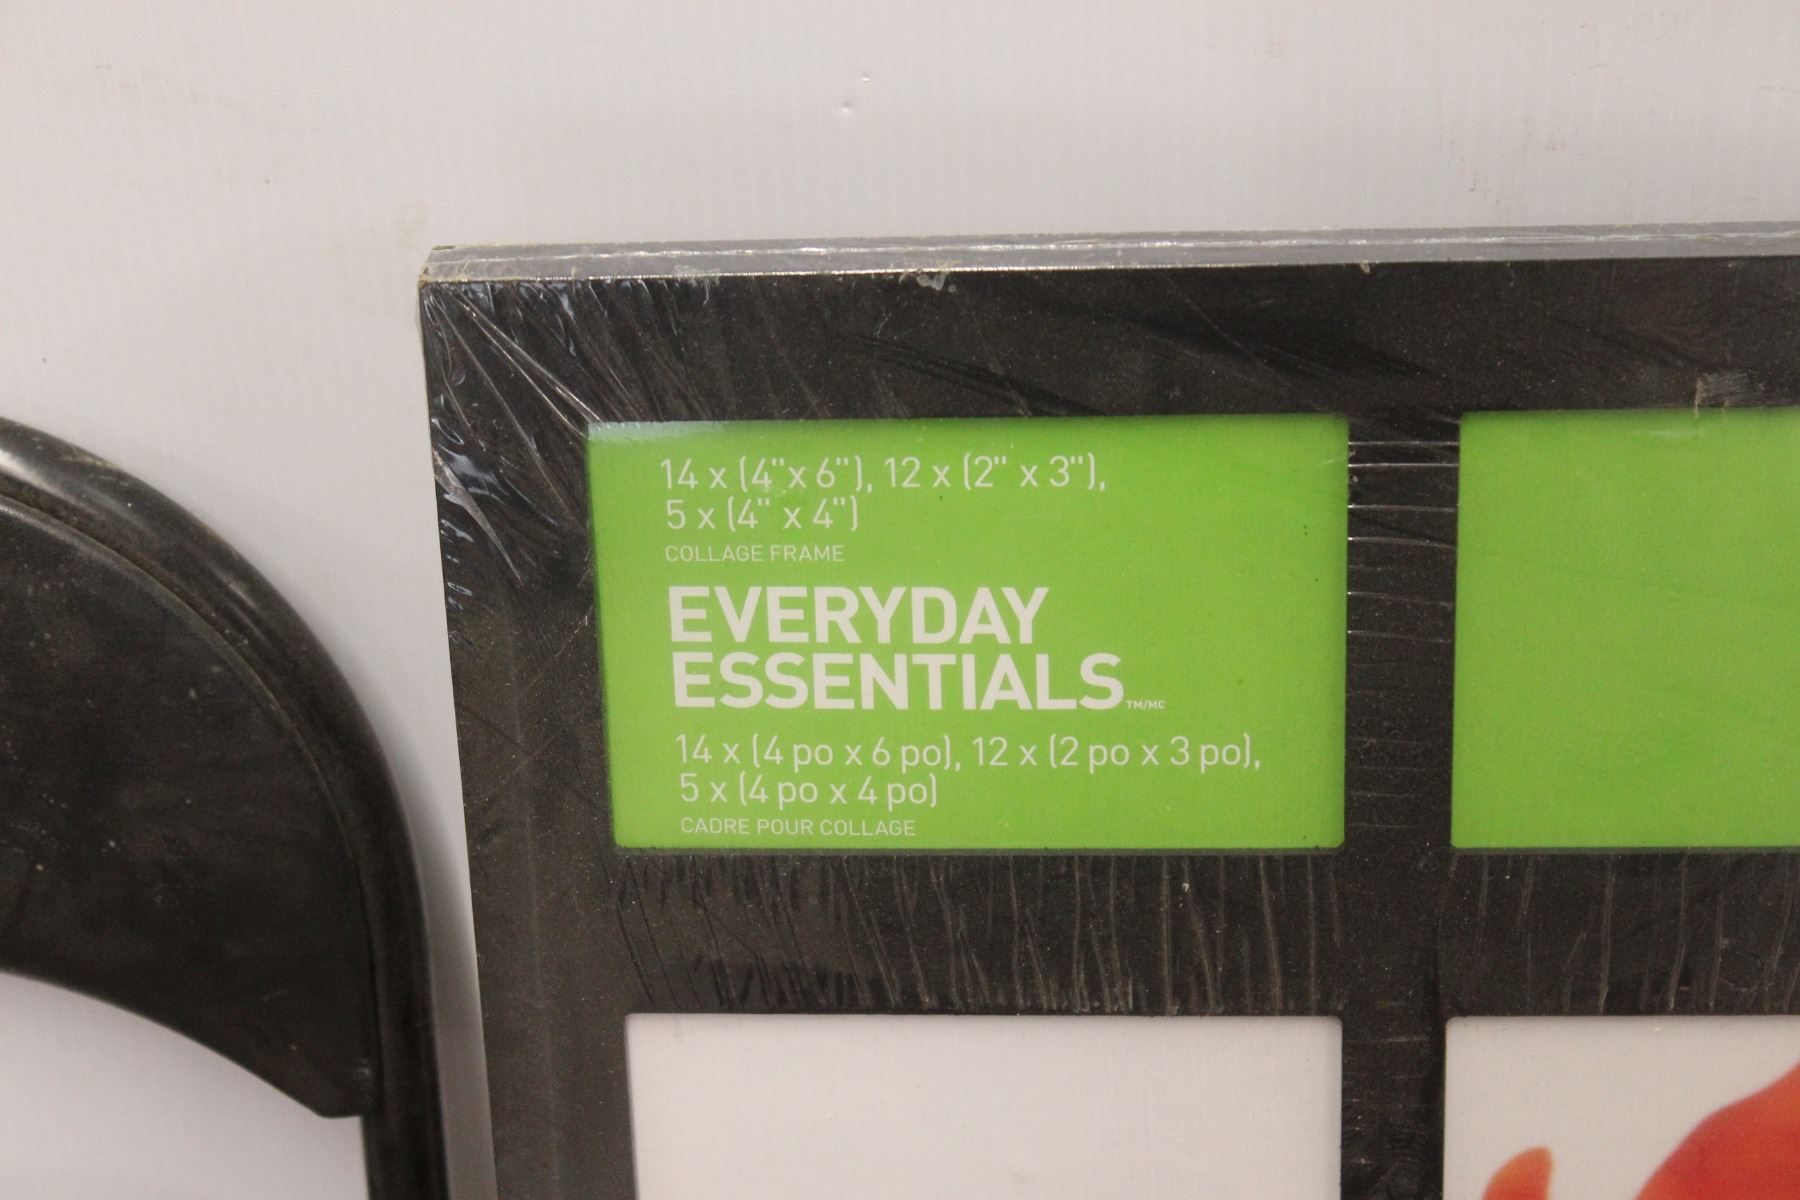 14 x (4"x 6"), 12 x (2" x 3"),
5 x (4" x 4")
COLLAGE FRAME
EVERYDAY
ESSENTIALS TM/MC
14 x (4 po x 6 po), 12 x (2 po x 3 po),
5 x (4 po x 4 po)
CADRE POUR COLLAGE